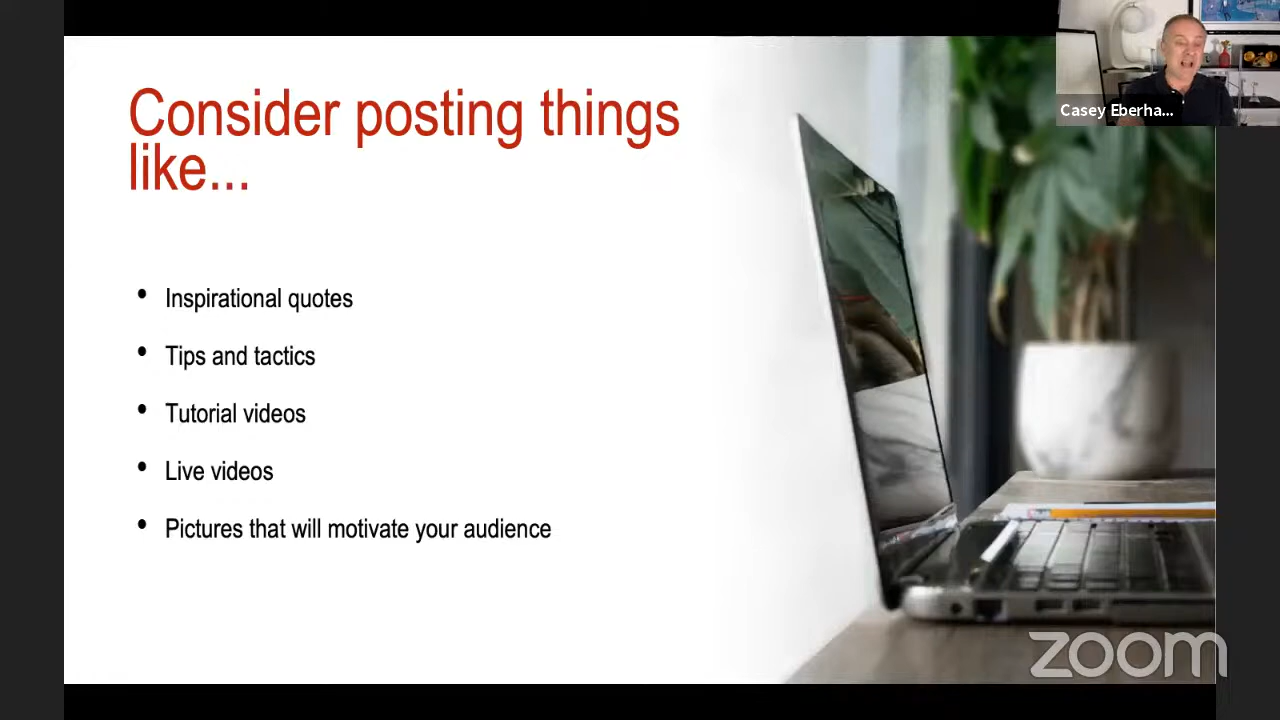 Consider posting things
like...
Casey Eberha...
• Inspirational quotes
• Tips and tactics
• Tutorial videos
• Live videos
• Pictures that will motivate your audience
zoom